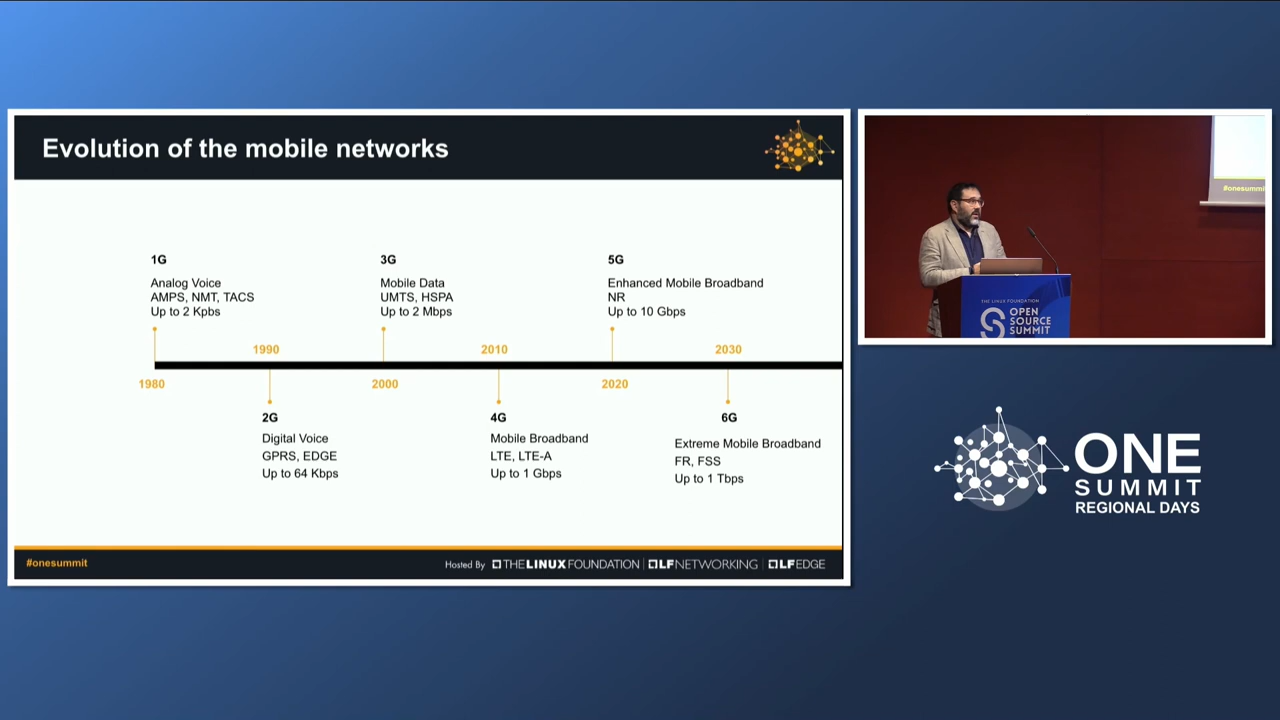 Evolution of the mobile networks
1G
Analog Voice
AMPS, NMT, TACS
Up to 2 Kpbs
3G
Mobile Data
UMTS, HSPA
Up to 2 Mbps
5G
Enhanced Mobile Broadband
NR
Up to 10 Gbps
1990
2010
2030
1980
2000
2020
2G
Digital Voice
GPRS, EDGE
Up to 64 Kbps
4G
Mobile Broadband
LTE, LTE-A
Up to 1 Gbps
6G
Extreme Mobile Broadband
FR, FSS
Up to 1 Tbps
#onesummit
Hosted By THE LINUX FOUNDATION | LF NETWORKING | LF EDGE
#onesummi
THE LINUX FOUNDATION
OPEN
SOURCE
SUMMIT
ONE
SUMMIT
REGIONAL DAYS